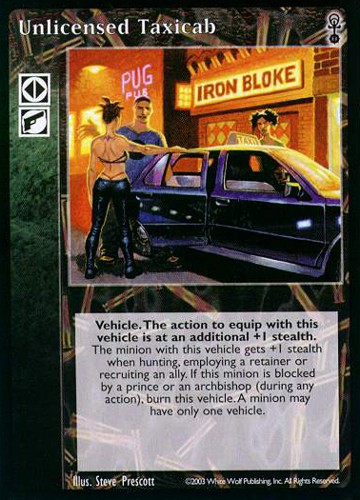 Unlicensed Taxicab
PUG
PUB
IRON BLOKE
TAXI
Vehicle. The action to equip with this
vehicle is at an additional +1 stealth.
The minion with this vehicle gets +1 stealth
when hunting, employing a retainer or
recruiting an ally. If this minion is blocked
by a prince or an archbishop (during any
action), burn this vehicle. A minion may
have only one vehicle.
Illus. Steve Prescott
©2003 White Wolf Publishing, Inc. All Rights Reserved.